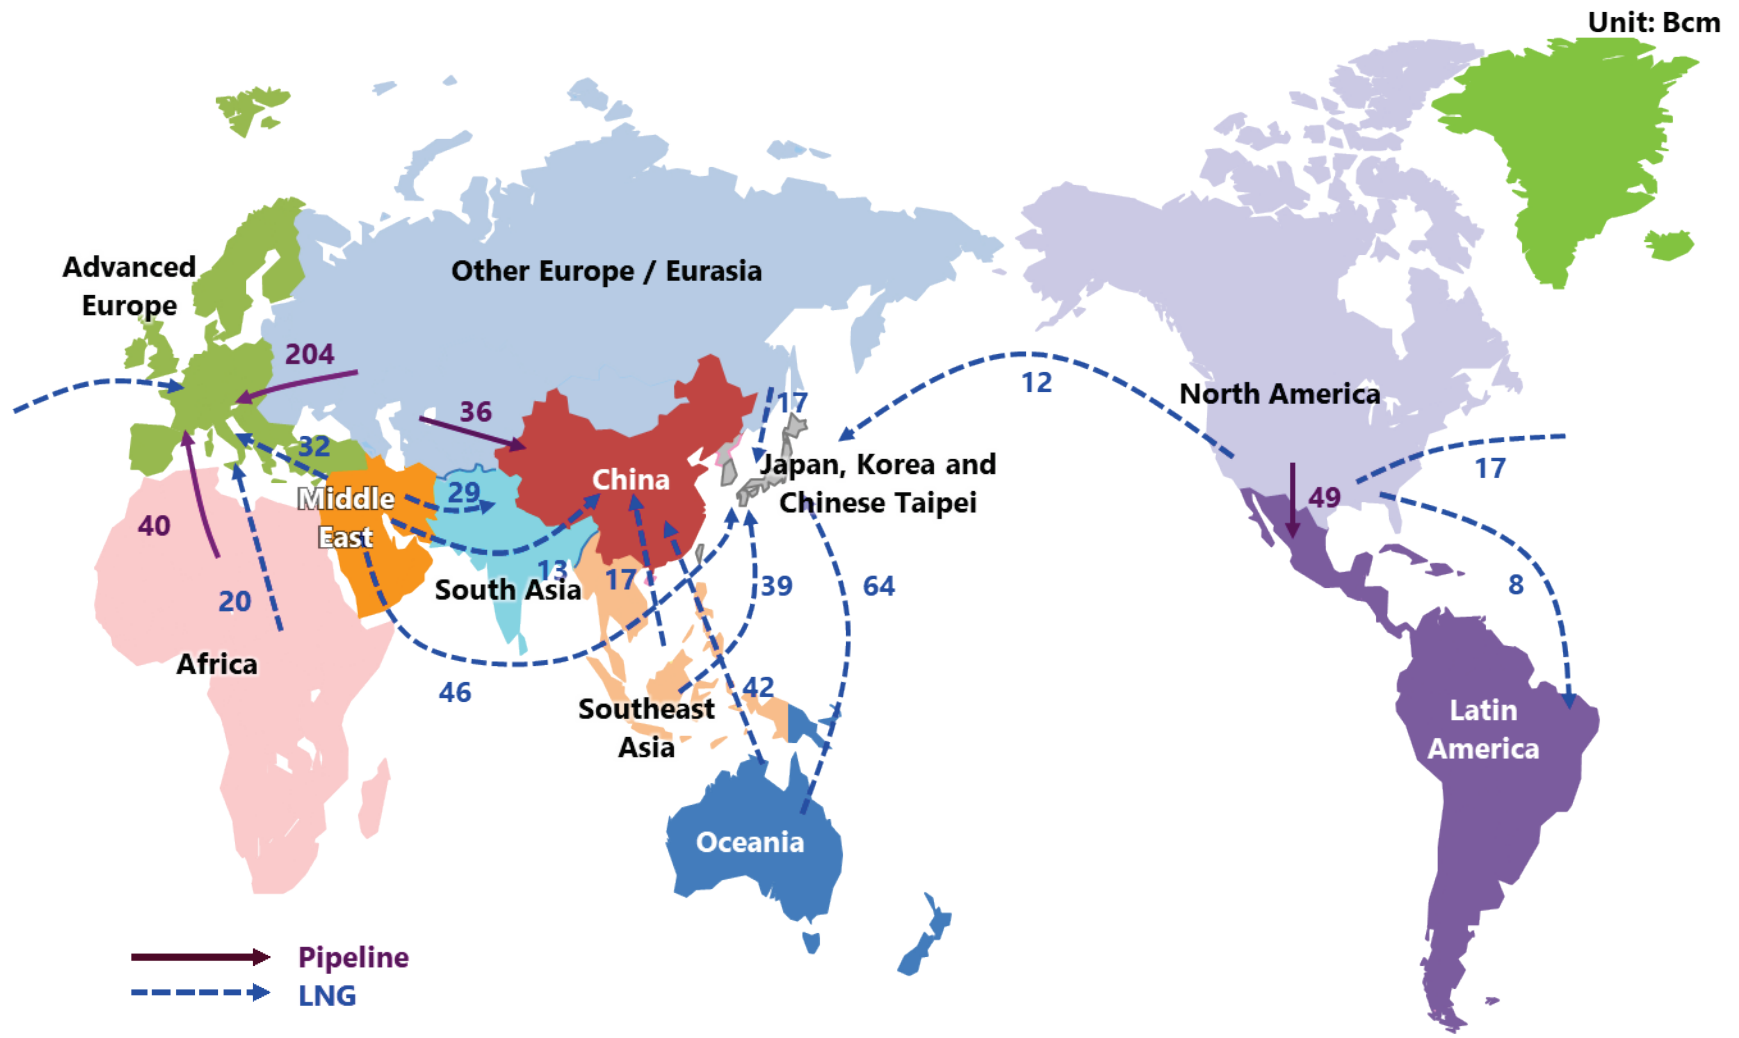 Unit: Bcm
Advanced
Europe
Other Europe / Eurasia
204
36
17
12
North America
32
China
Japan, Korea and
Chinese Taipei
17
Middle
East
29
49
40
13
17
39
64
8
South Asia
20
Africa
46
42
Southeast
Asia
Latin
America
Oceania
Pipeline
LNG